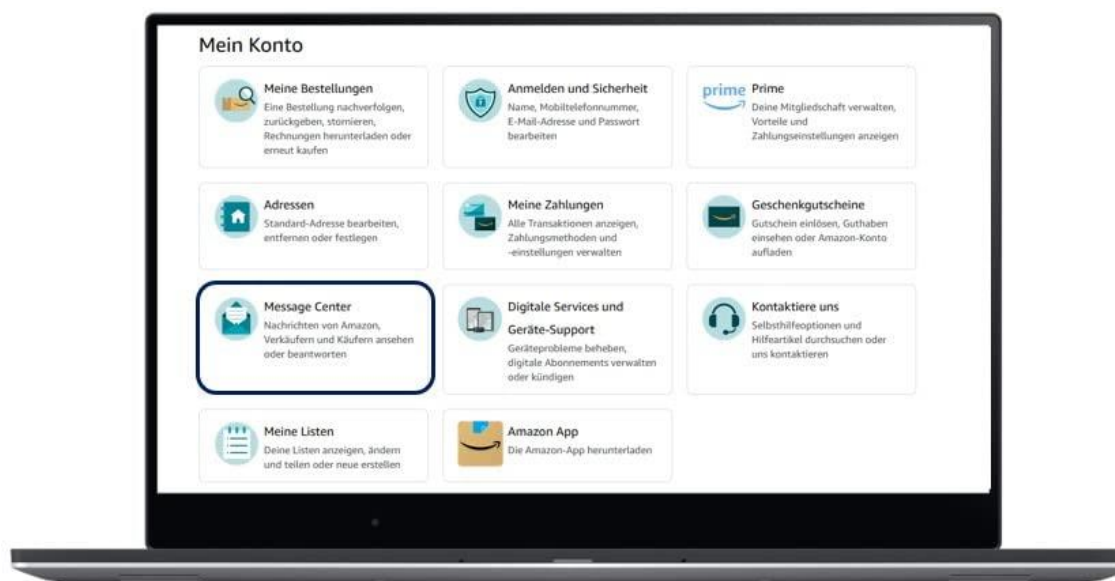 Mein Konto
Meine Bestellungen
Eine Bestellung nachverfolgen,
zurückgeben, stornieren,
Rechnungen herunterladen oder
erneut kaufen
Anmelden und Sicherheit
Name, Mobiltelefonnummer,
E-Mail-Adresse und Passwort
bearbeiten
prime
Prime
Deine Mitgliedschaft verwalten,
Vorteile und
Zahlungseinstellungen anzeigen
Adressen
Standard-Adresse bearbeiten,
entfernen oder festlegen
Meine Zahlungen
Alle Transaktionen anzeigen,
Zahlungsmethoden und
-einstellungen verwalten
Geschenkgutscheine
Gutschein einlösen, Guthaben
einsehen oder Amazon-Konto
aufladen
Message Center
Nachrichten von Amazon,
Verkäufern und Käufern ansehen
oder beantworten
Digitale Services und
Geräte-Support
Geräteprobleme beheben,
digitale Abonnements verwalten
oder kündigen
Kontaktiere uns
Selbsthilfeoptionen und
Hilfeartikel durchsuchen oder
uns kontaktieren
Meine Listen
Deine Listen anzeigen, ändern
und teilen oder neue erstellen
Amazon App
Die Amazon-App herunterladen